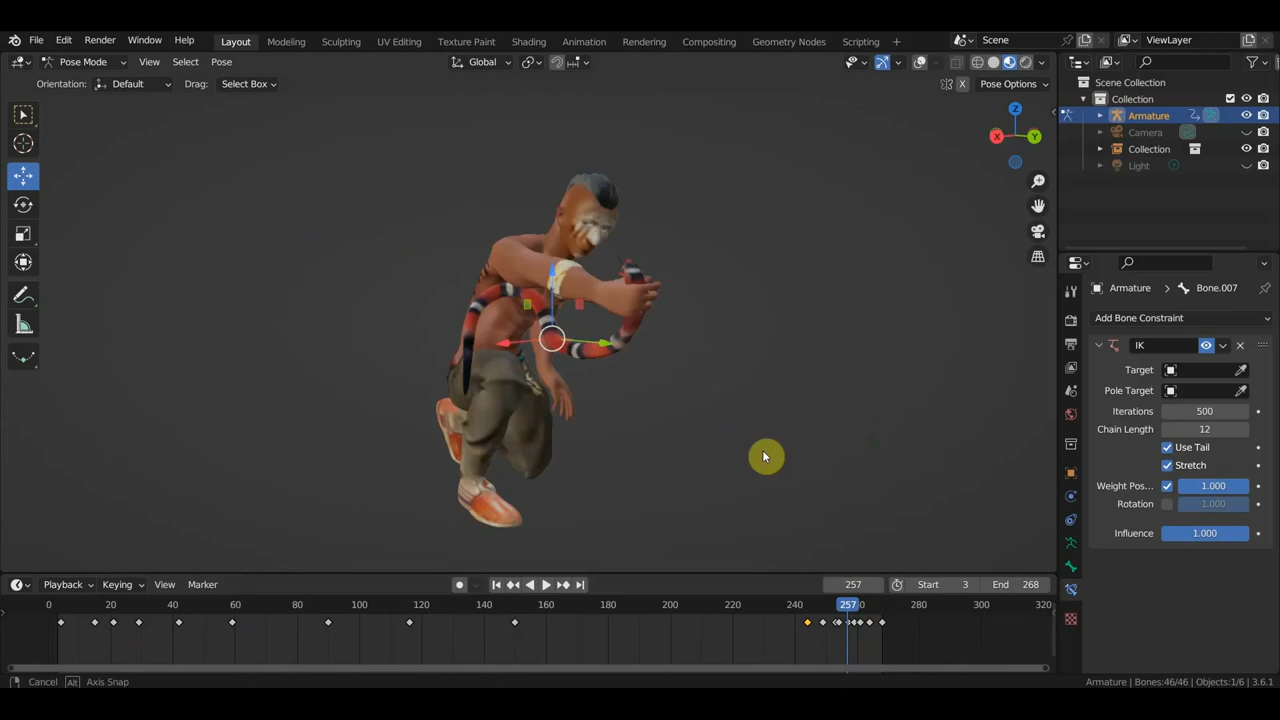 File Edit Render Window Help Layout Modeling Sculpting UV Editing Texture Paint Shading Animation Rendering Compositing Geometry Nodes Scripting + Scene ViewLayer
Pose Mode View Select Pose Global
Orientation: Default Drag: Select Box X Pose Options
Scene Collection
Collection
Armature
Camera
Collection
Light
Z
X Y
Armature > Bone.007
Add Bone Constraint
IK
Target
Pole Target
Iterations 500
Chain Length 12
Use Tail
Stretch
Weight Pos... 1.000
Rotation 1.000
Influence 1.000
Playback Keying View Marker 257 Start 3 End 268
0 20 40 60 80 100 120 140 160 180 200 220 240 257 280 300 320
Cancel Alt Axis Snap Armature | Bones:46/46 | Objects:1/6 | 3.6.1